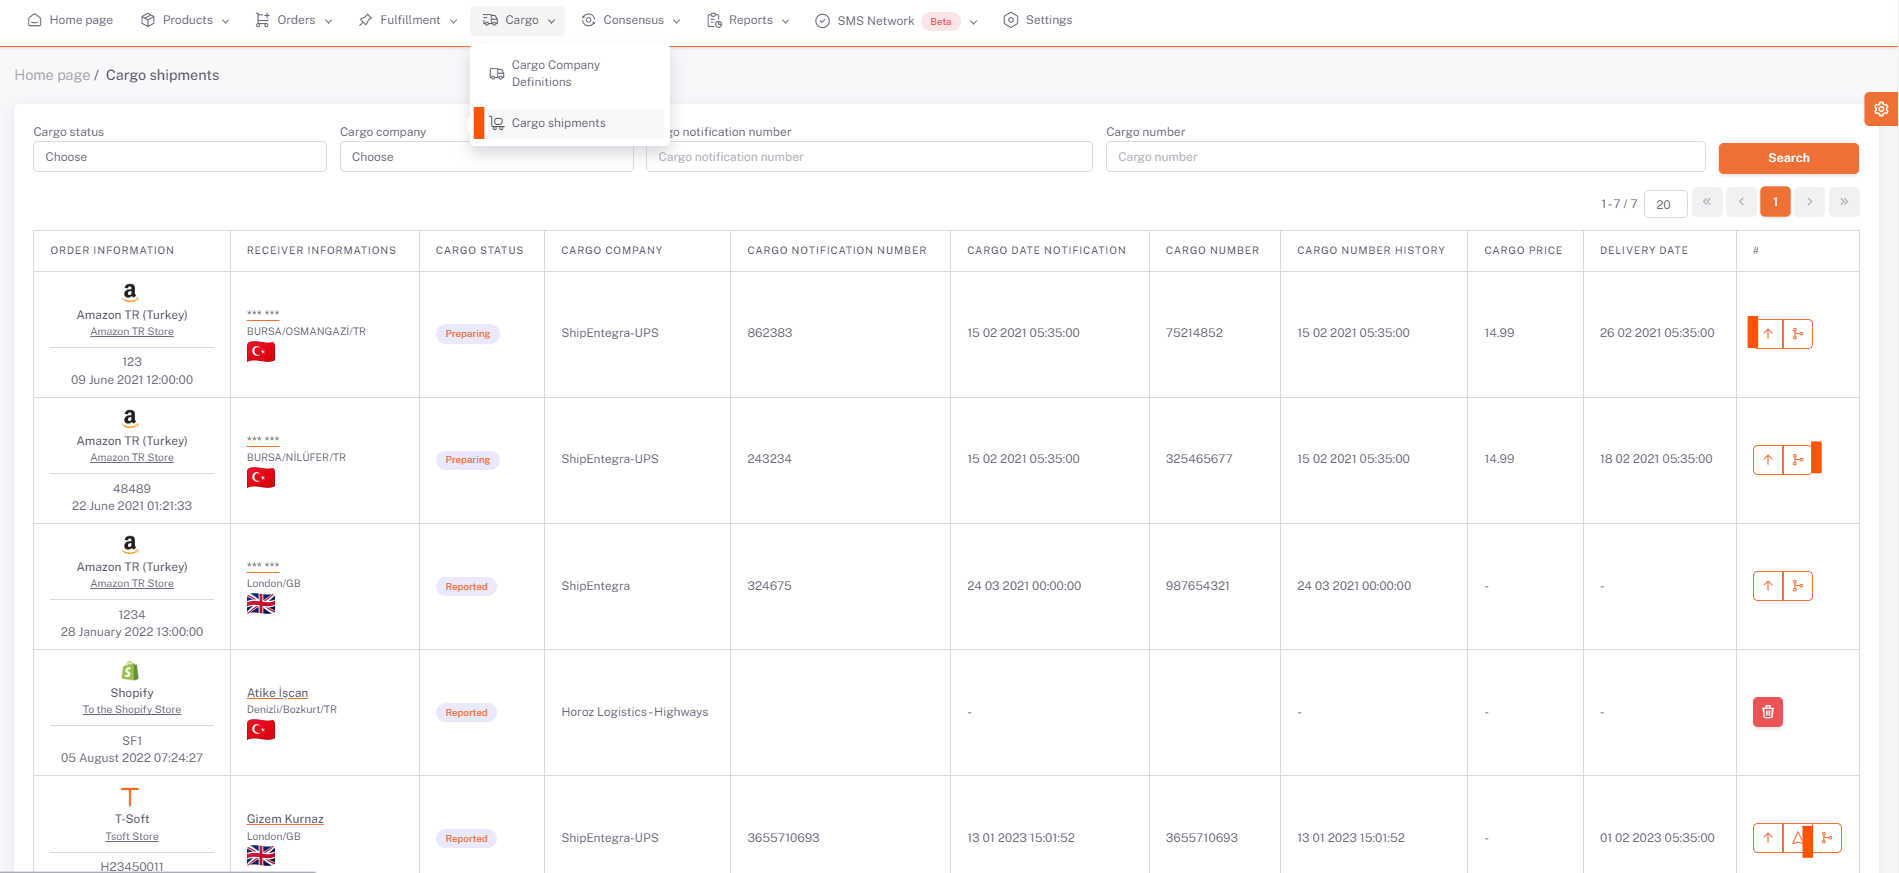 Home page
Products
Orders
Fulfillment
Cargo
Consensus
Reports
SMS Network Beta
Settings
Home page / Cargo shipments
Cargo Company
Definitions
Cargo shipments
Cargo status
Cargo company
go notification number
Cargo number
Choose
Choose
Cargo notification number
Cargo number
Search
1 - 7 / 7
20
«
‹
1
›
»
ORDER INFORMATION
RECEIVER INFORMATIONS
CARGO STATUS
CARGO COMPANY
CARGO NOTIFICATION NUMBER
CARGO DATE NOTIFICATION
CARGO NUMBER
CARGO NUMBER HISTORY
CARGO PRICE
DELIVERY DATE
#
Amazon TR (Turkey)
Amazon TR Store
123
09 June 2021 12:00:00
*** ***
BURSA/OSMANGAZİ/TR
Preparing
ShipEntegra-UPS
862383
15 02 2021 05:35:00
75214852
15 02 2021 05:35:00
14.99
26 02 2021 05:35:00
Amazon TR (Turkey)
Amazon TR Store
48489
22 June 2021 01:21:33
*** ***
BURSA/NİLÜFER/TR
Preparing
ShipEntegra-UPS
243234
15 02 2021 05:35:00
325465677
15 02 2021 05:35:00
14.99
18 02 2021 05:35:00
Amazon TR (Turkey)
Amazon TR Store
1234
28 January 2022 13:00:00
*** ***
London/GB
Reported
ShipEntegra
324675
24 03 2021 00:00:00
987654321
24 03 2021 00:00:00
-
-
Shopify
To the Shopify Store
SF1
05 August 2022 07:24:27
Atike İşcan
Denizli/Bozkurt/TR
Reported
Horoz Logistics - Highways
-
-
-
-
T-Soft
Tsoft Store
H23450011
Gizem Kurnaz
London/GB
Reported
ShipEntegra-UPS
3655710693
13 01 2023 15:01:52
3655710693
13 01 2023 15:01:52
-
01 02 2023 05:35:00